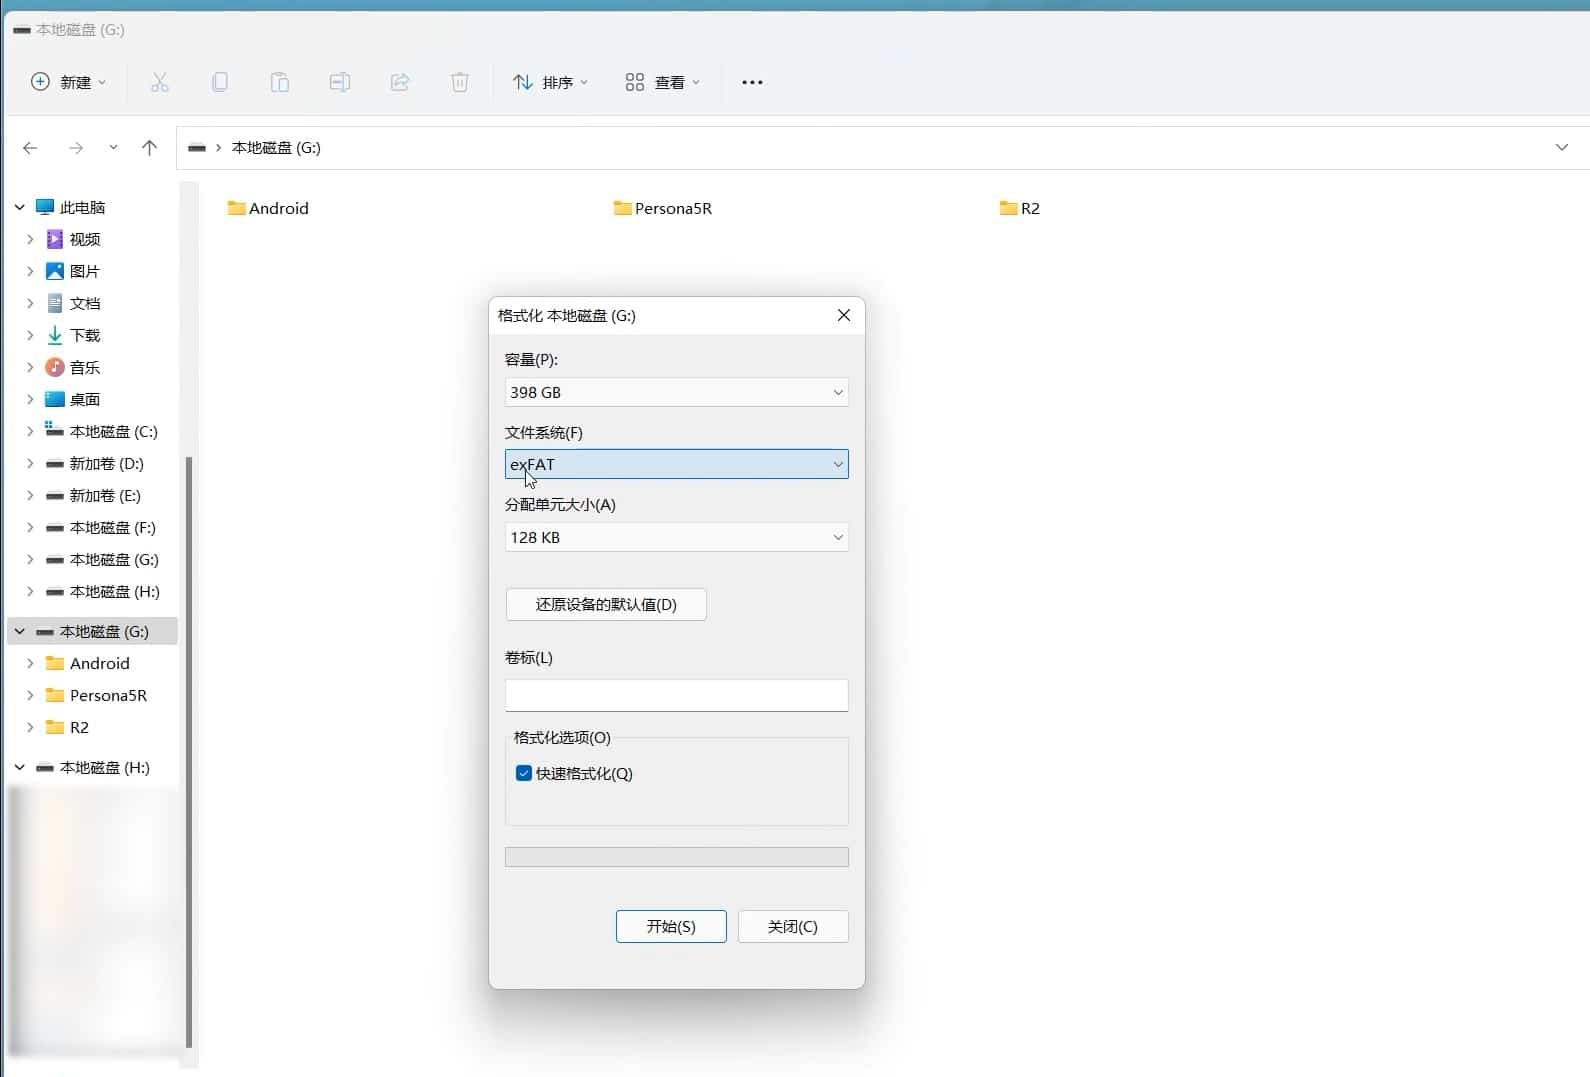 本地磁盘 (G:)
新建
排序
查看
本地磁盘 (G:)
此电脑
视频
图片
文档
下载
音乐
桌面
本地磁盘 (C:)
新加卷 (D:)
新加卷 (E:)
本地磁盘 (F:)
本地磁盘 (G:)
本地磁盘 (H:)
本地磁盘 (G:)
Android
Persona5R
R2
本地磁盘 (H:)
Android
Persona5R
R2
格式化 本地磁盘 (G:)
容量(P):
398 GB
文件系统(F)
exFAT
分配单元大小(A)
128 KB
还原设备的默认值(D)
卷标(L)
格式化选项(O)
快速格式化(Q)
开始(S)
关闭(C)